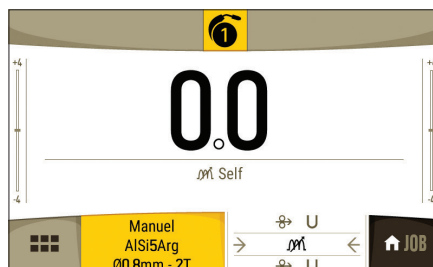 1
+4
+4
0.0
-4
-4
m Self
Manuel
AlSi5Arg
Ø0.8mm - 2T
U
m
U
JOB